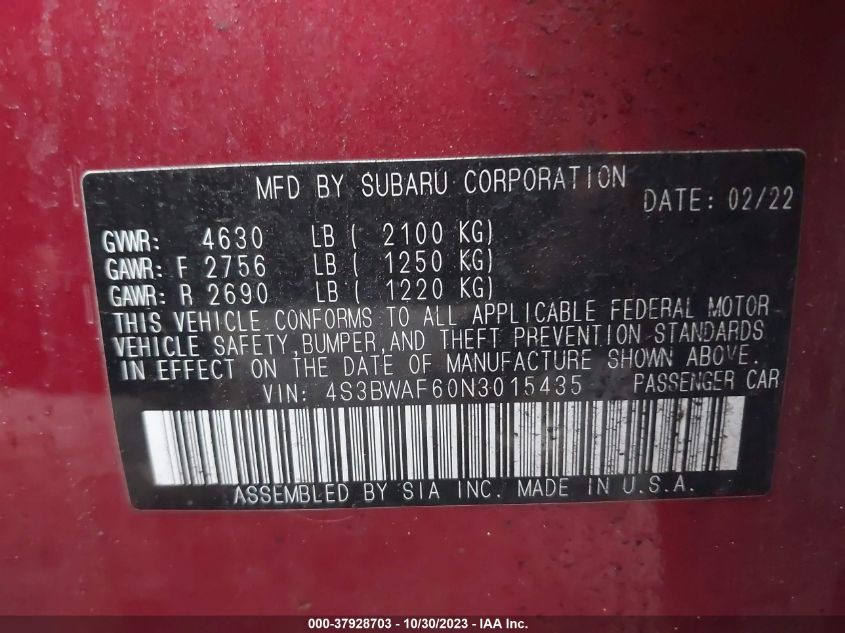 MFD BY SUBARU CORPORATION
DATE: 02/22
GVWR: 4630 LB ( 2100 KG)
GAWR: F 2756 LB ( 1250 KG)
GAWR: R 2690 LB ( 1220 KG)
THIS VEHICLE CONFORMS TO ALL APPLICABLE FEDERAL MOTOR
VEHICLE SAFETY,BUMPER,AND THEFT PREVENTION STANDARDS
IN EFFECT ON THE DATE OF MANUFACTURE SHOWN ABOVE.
VIN: 4S3BWAF60N3015435 PASSENGER CAR
ASSEMBLED BY SIA INC. MADE IN U.S.A.
000-37928703 - 10/30/2023 - IAA Inc.